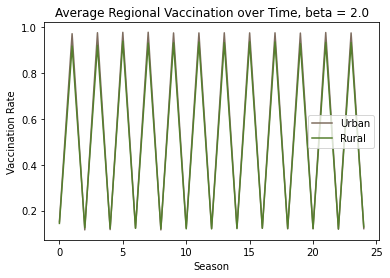 Average Regional Vaccination over Time, beta = 2.0
1.0
0.8
0.6
0.4
0.2
Vaccination Rate
Urban
Rural
0 5 10 15 20 25
Season